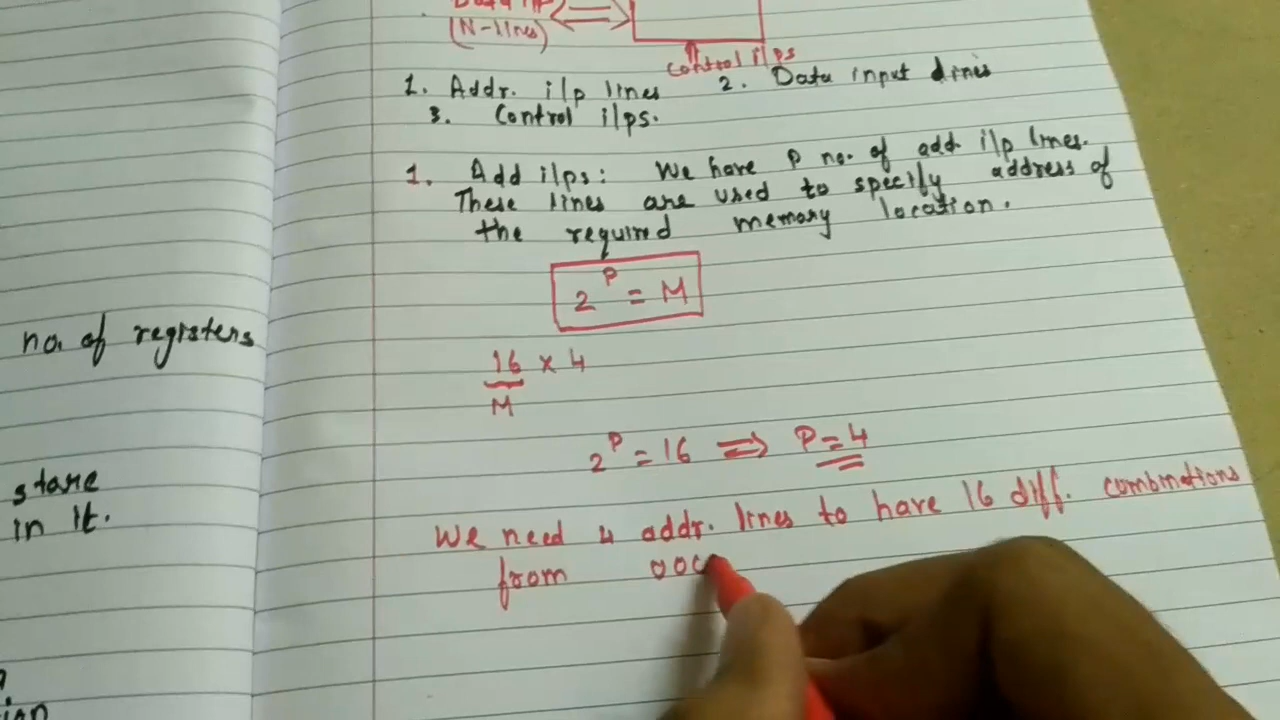 (N-lines)
control i/ps
1. Addr. i/p lines 2. Data input lines
3. Control i/ps.
1. Add i/ps: We have P no. of add. i/p lines.
These lines are used to specify address of
the required memory location.
2^P = M
16 × 4
M
2^P = 16 ⟹ P = 4
We need 4 addr. lines to have 16 diff. combinations
from 000
no. of registers
store
in it.